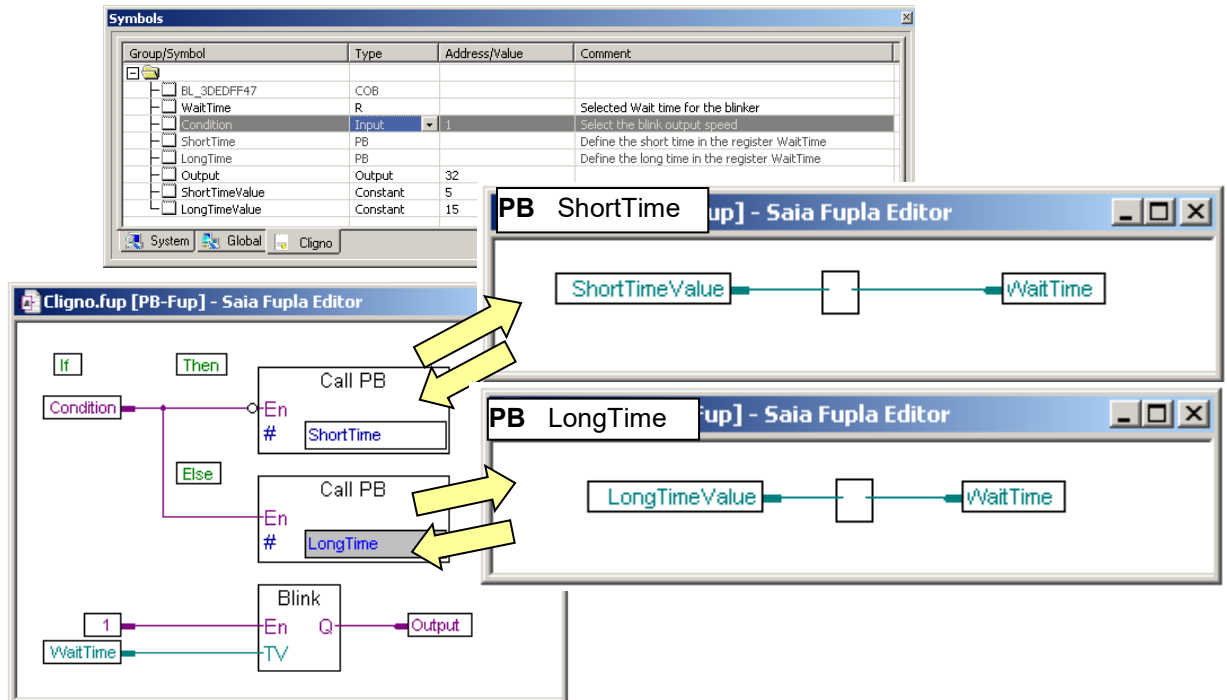 Symbols
Group/Symbol Type Address/Value Comment
BL_3DEDFF47 COB
WaitTime R Selected Wait time for the blinker
Condition Input 1 Select the blink output speed
ShortTime PB Define the short time in the register WaitTime
LongTime PB Define the long time in the register WaitTime
Output Output 32
ShortTimeValue Constant 5
LongTimeValue Constant 15
System Global Cligno
PB ShortTime up] - Saia Fupla Editor
ShortTimeValue WaitTime
Cligno.fup [PB-Fup] - Saia Fupla Editor
If Then
Call PB
Condition En
# ShortTime
Else
Call PB
En
# LongTime
Blink
1 En Q Output
WaitTime TV
PB LongTime Fup] - Saia Fupla Editor
LongTimeValue WaitTime